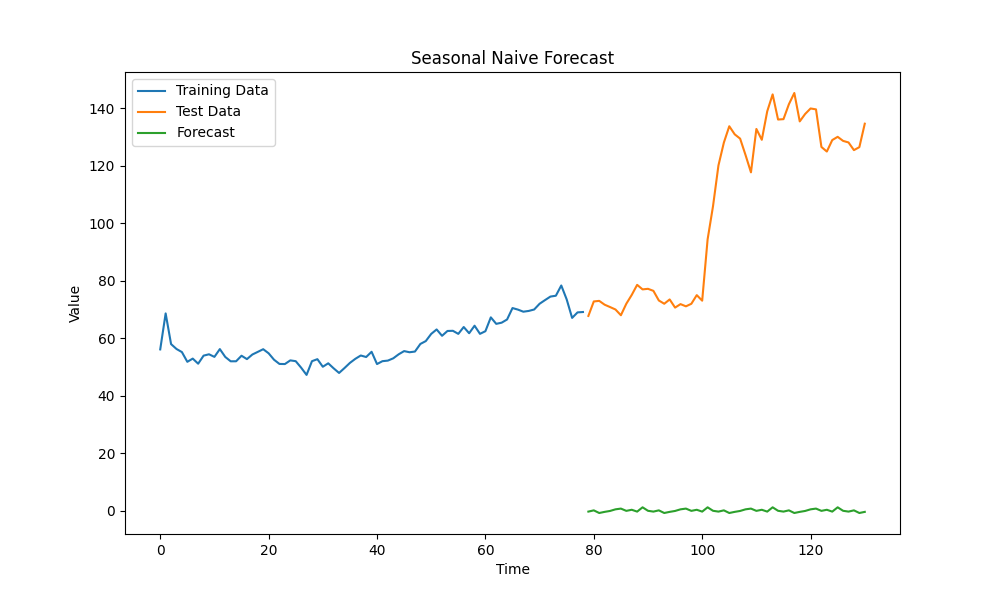 Seasonal Naive Forecast
Training Data
Test Data
Forecast
Value
140
120
100
80
60
40
20
0
0 20 40 60 80 100 120
Time